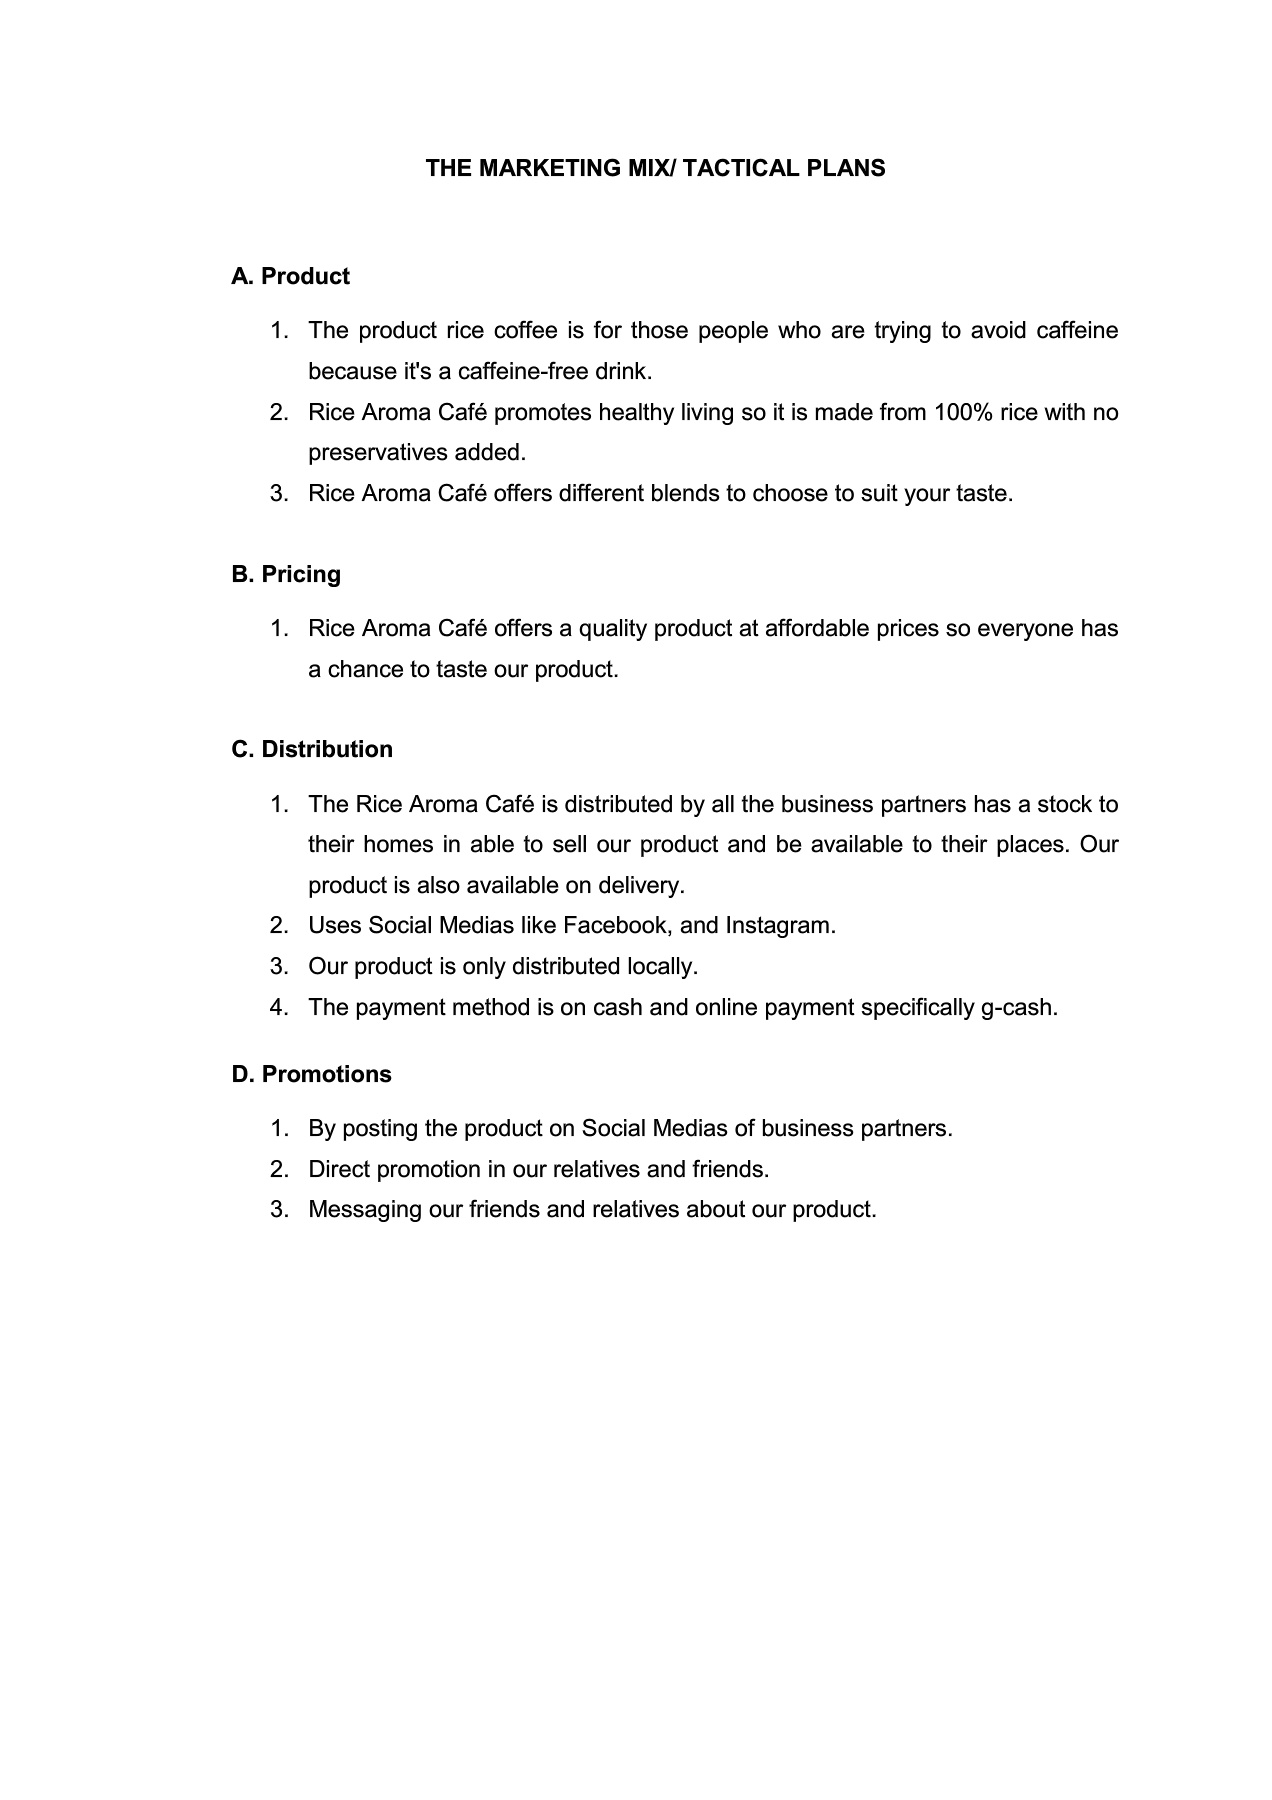 THE MARKETING MIX/ TACTICAL PLANS
A. Product
1. The product rice coffee is for those people who are trying to avoid caffeine
because it's a caffeine-free drink.
2. Rice Aroma Café promotes healthy living so it is made from 100% rice with no
preservatives added.
3. Rice Aroma Café offers different blends to choose to suit your taste.
B. Pricing
1. Rice Aroma Café offers a quality product at affordable prices so everyone has
a chance to taste our product.
C. Distribution
1. The Rice Aroma Café is distributed by all the business partners has a stock to
their homes in able to sell our product and be available to their places. Our
product is also available on delivery.
2. Uses Social Medias like Facebook, and Instagram.
3. Our product is only distributed locally.
4. The payment method is on cash and online payment specifically g-cash.
D. Promotions
1. By posting the product on Social Medias of business partners.
2. Direct promotion in our relatives and friends.
3. Messaging our friends and relatives about our product.